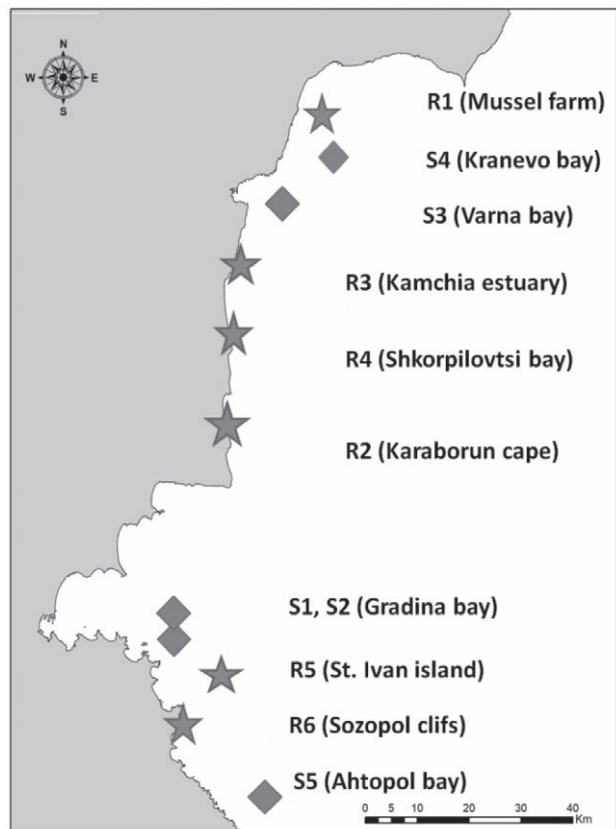 N
W E
S
R1 (Mussel farm)
S4 (Kranevo bay)
S3 (Varna bay)
R3 (Kamchia estuary)
R4 (Shkorpilovtsi bay)
R2 (Karaborun cape)
S1, S2 (Gradina bay)
R5 (St. Ivan island)
R6 (Sozopol clifs)
S5 (Ahtopol bay)
0 5 10 20 30 40
Km